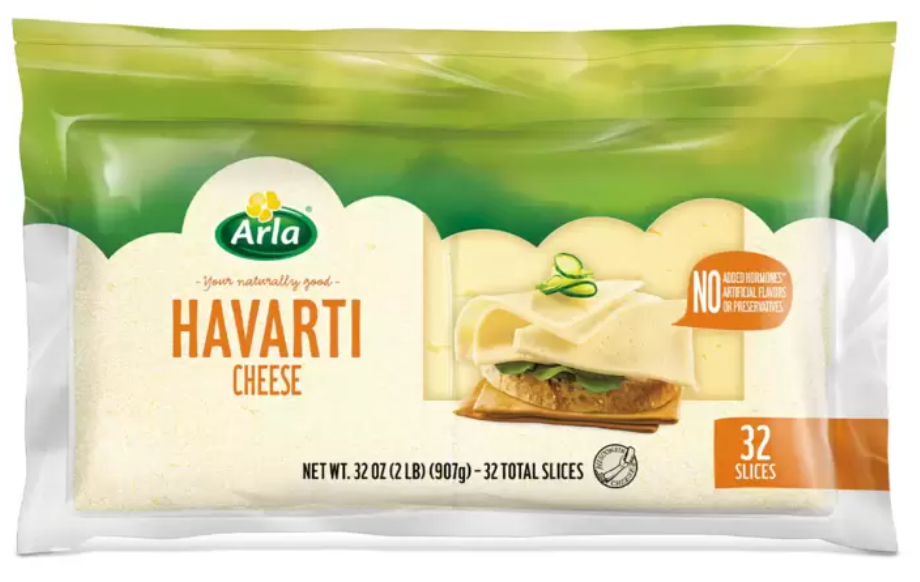 Arla®
- Your naturally good -
HAVARTI
CHEESE
NO
ADDED HORMONES*
ARTIFICIAL FLAVORS
OR PRESERVATIVES
NET WT. 32 OZ (2 LB) (907g) - 32 TOTAL SLICES
CHEESE
32
SLICES